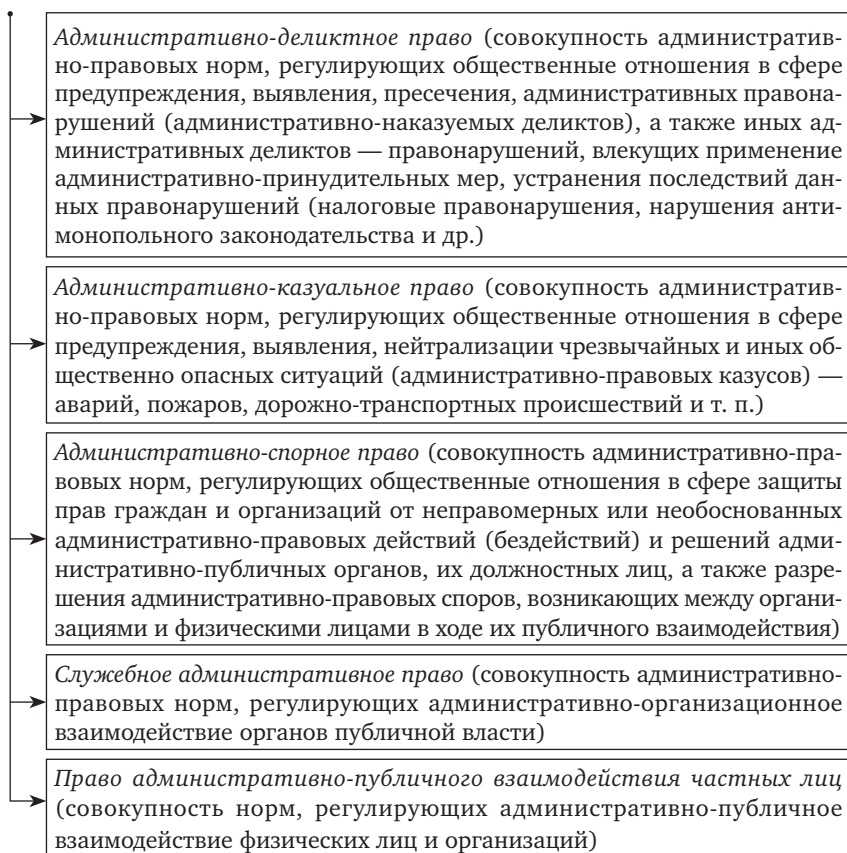 Административно-деликтное право (совокупность административ-
но-правовых норм, регулирующих общественные отношения в сфере
предупреждения, выявления, пресечения, административных правона-
рушений (административно-наказуемых деликтов), а также иных ад-
министративных деликтов — правонарушений, влекущих применение
административно-принудительных мер, устранения последствий дан-
ных правонарушений (налоговые правонарушения, нарушения анти-
монопольного законодательства и др.)
Административно-казуальное право (совокупность административ-
но-правовых норм, регулирующих общественные отношения в сфере
предупреждения, выявления, нейтрализации чрезвычайных и иных об-
щественно опасных ситуаций (административно-правовых казусов) —
аварий, пожаров, дорожно-транспортных происшествий и т. п.)
Административно-спорное право (совокупность административно-пра-
вовых норм, регулирующих общественные отношения в сфере защиты
прав граждан и организаций от неправомерных или необоснованных
административно-правовых действий (бездействий) и решений адми-
нистративно-публичных органов, их должностных лиц, а также разре-
шения административно-правовых споров, возникающих между органи-
зациями и физическими лицами в ходе их публичного взаимодействия)
Служебное административное право (совокупность административно-
правовых норм, регулирующих административно-организационное
взаимодействие органов публичной власти)
Право административно-публичного взаимодействия частных лиц
(совокупность норм, регулирующих административно-публичное
взаимодействие физических лиц и организаций)